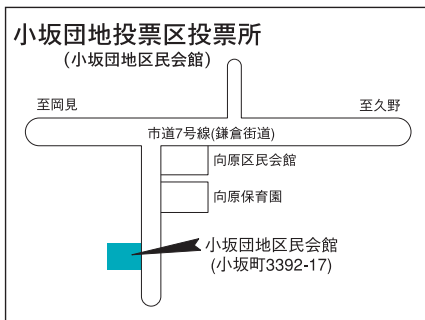 小坂団地投票区投票所
(小坂団地区民会館)
至岡見
至久野
市道7号線(鎌倉街道)
向原区民会館
向原保育園
小坂団地区民会館
(小坂町3392-17)